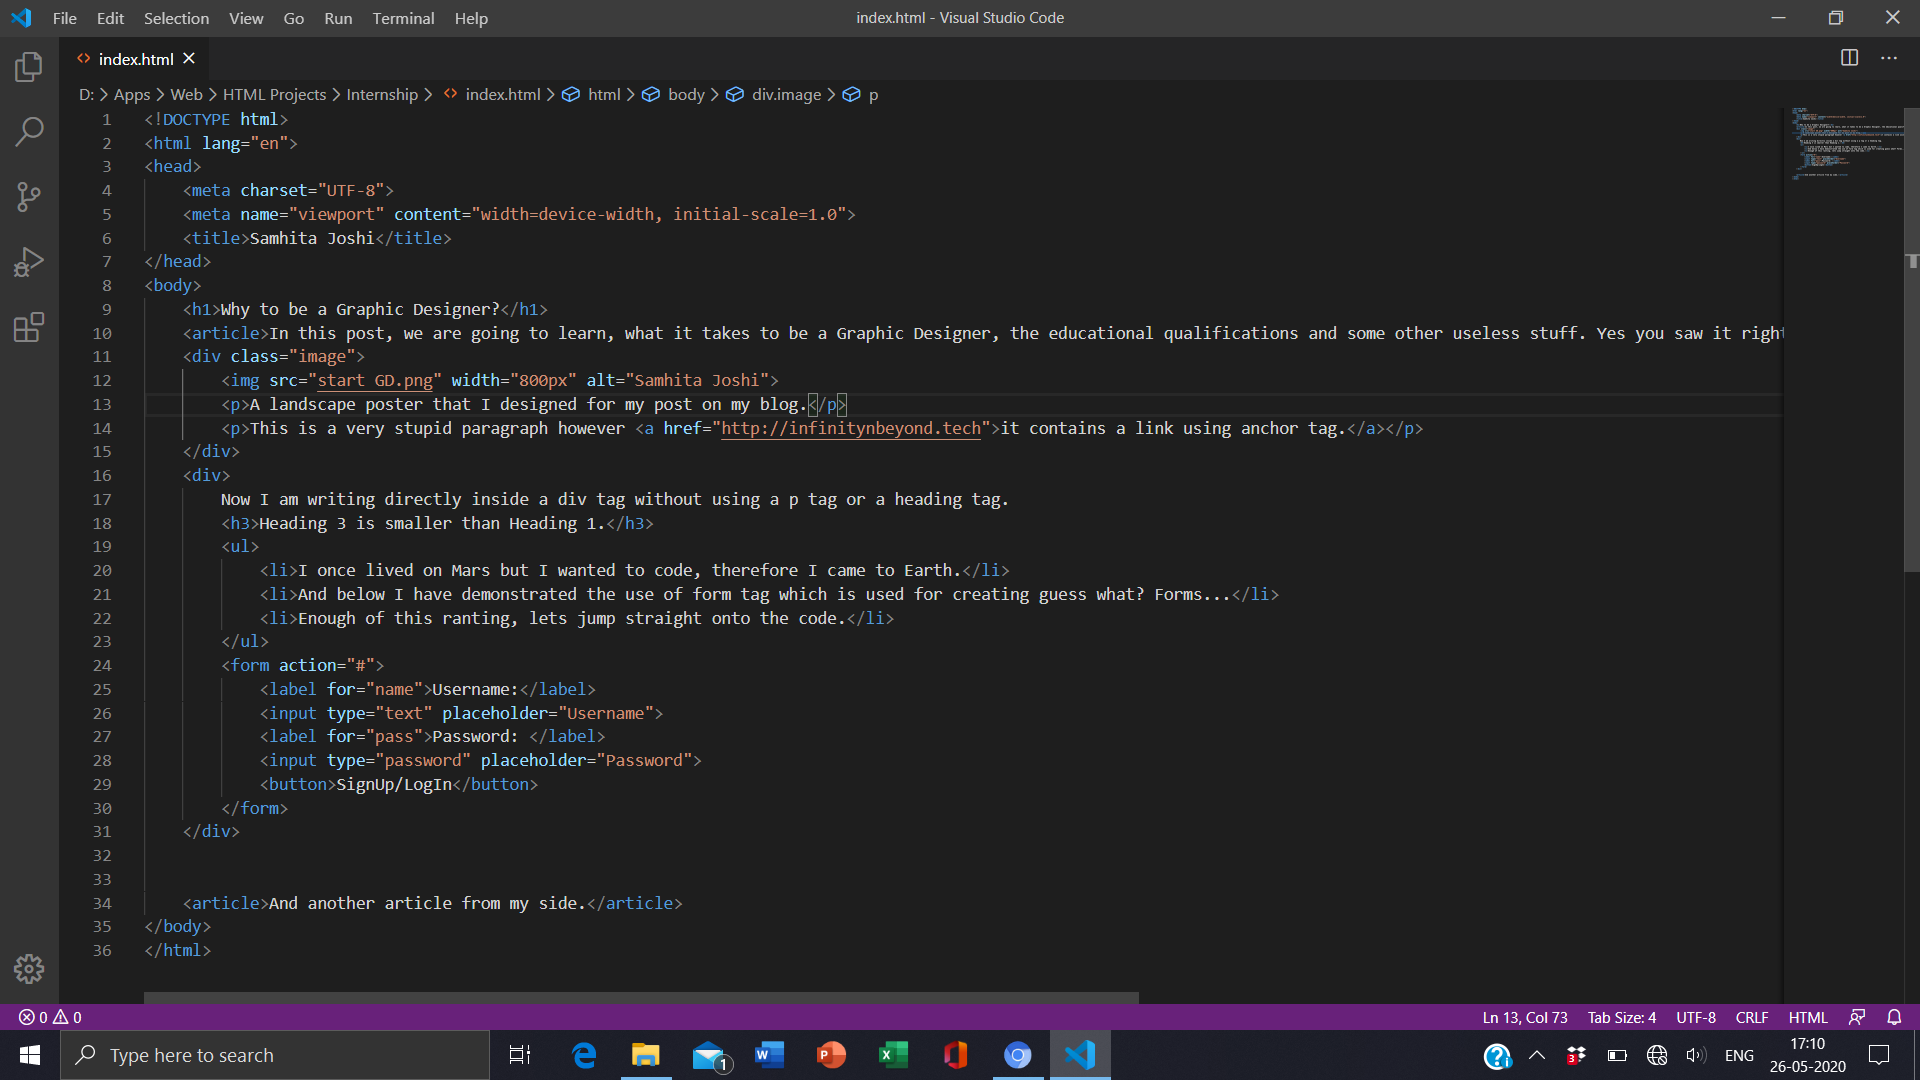 File Edit Selection View Go Run Terminal Help
index.html - Visual Studio Code
index.html
D: > Apps > Web > HTML Projects > Internship > index.html > html > body > div.image > p
1 <!DOCTYPE html>
2 <html lang="en">
3 <head>
4 <meta charset="UTF-8">
5 <meta name="viewport" content="width=device-width, initial-scale=1.0">
6 <title>Samhita Joshi</title>
7 </head>
8 <body>
9 <h1>Why to be a Graphic Designer?</h1>
10 <article>In this post, we are going to learn, what it takes to be a Graphic Designer, the educational qualifications and some other useless stuff. Yes you saw it right
11 <div class="image">
12 <img src="start GD.png" width="800px" alt="Samhita Joshi">
13 <p>A landscape poster that I designed for my post on my blog.</p>
14 <p>This is a very stupid paragraph however <a href="http://infinitynbeyond.tech">it contains a link using anchor tag.</a></p>
15 </div>
16 <div>
17 Now I am writing directly inside a div tag without using a p tag or a heading tag.
18 <h3>Heading 3 is smaller than Heading 1.</h3>
19 <ul>
20 <li>I once lived on Mars but I wanted to code, therefore I came to Earth.</li>
21 <li>And below I have demonstrated the use of form tag which is used for creating guess what? Forms...</li>
22 <li>Enough of this ranting, lets jump straight onto the code.</li>
23 </ul>
24 <form action="#">
25 <label for="name">Username:</label>
26 <input type="text" placeholder="Username">
27 <label for="pass">Password: </label>
28 <input type="password" placeholder="Password">
29 <button>SignUp/LogIn</button>
30 </form>
31 </div>
32
33
34 <article>And another article from my side.</article>
35 </body>
36 </html>
0 0
Ln 13, Col 73 Tab Size: 4 UTF-8 CRLF HTML
Type here to search
1
3
ENG
17:10
26-05-2020